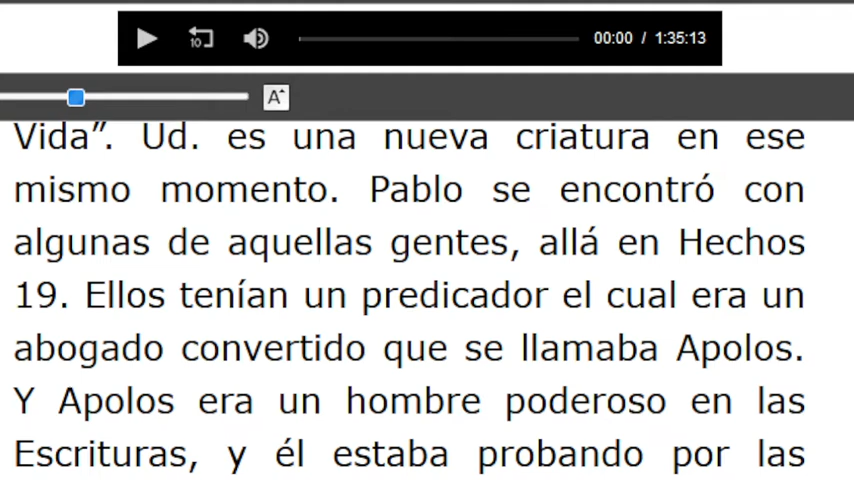 10 00:00 / 1:35:13
A
Vida”. Ud. es una nueva criatura en ese
mismo momento. Pablo se encontró con
algunas de aquellas gentes, allá en Hechos
19. Ellos tenían un predicador el cual era un
abogado convertido que se llamaba Apolos.
Y Apolos era un hombre poderoso en las
Escrituras, y él estaba probando por las